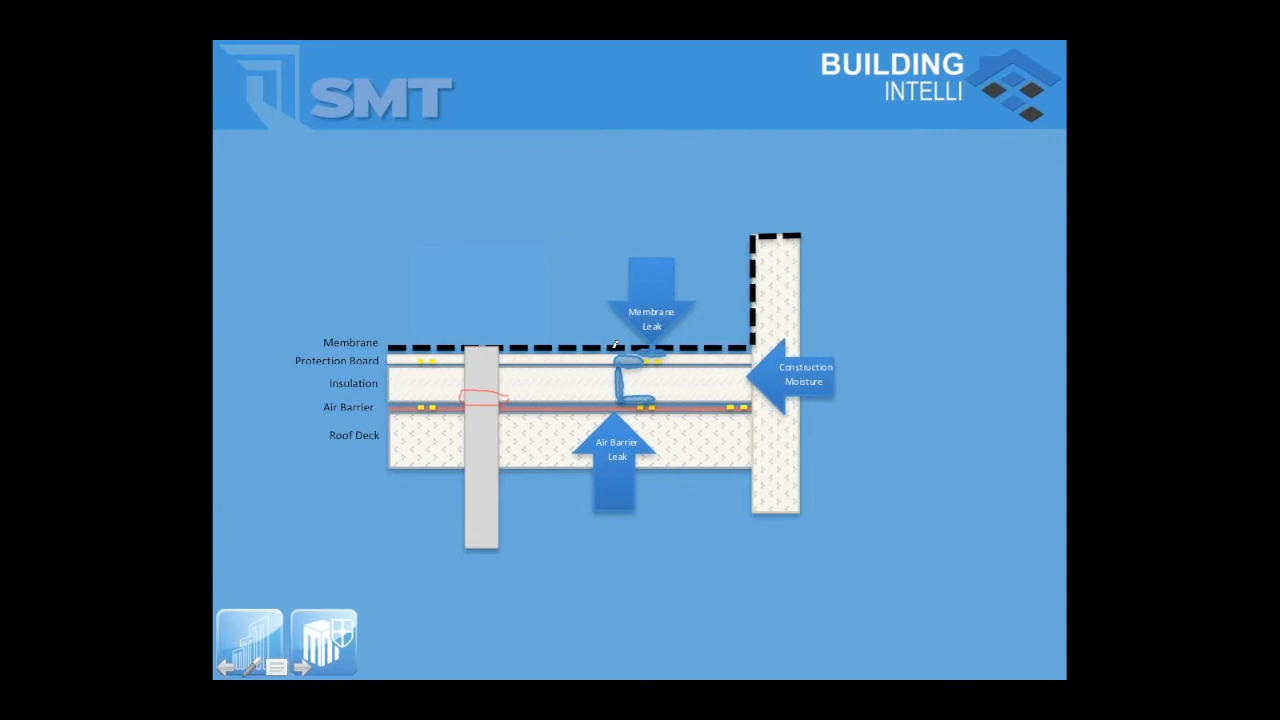 SMT
BUILDING
INTELLI
Membrane
Leak
Membrane
Protection Board
Insulation
Air Barrier
Roof Deck
Construction
Moisture
Air Barrier
Leak